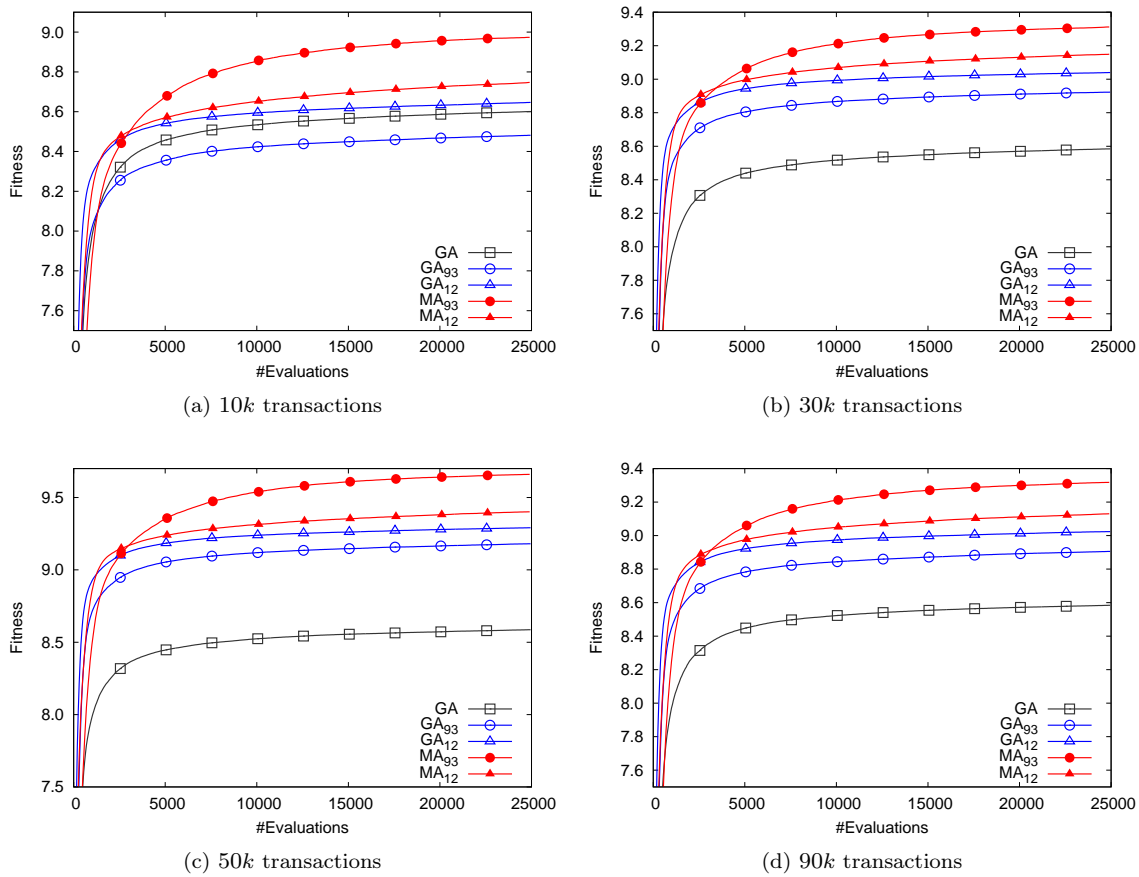 9.0
8.8
8.6
8.4
8.2
8.0
7.8
7.6
Fitness
GA
GA93
GA12
MA93
MA12
0 5000 10000 15000 20000 25000
#Evaluations
(a) 10k transactions
9.4
9.2
9.0
8.8
8.6
8.4
8.2
8.0
7.8
7.6
Fitness
GA
GA93
GA12
MA93
MA12
0 5000 10000 15000 20000 25000
#Evaluations
(b) 30k transactions
9.5
9.0
8.5
8.0
7.5
Fitness
GA
GA93
GA12
MA93
MA12
0 5000 10000 15000 20000 25000
#Evaluations
(c) 50k transactions
9.4
9.2
9.0
8.8
8.6
8.4
8.2
8.0
7.8
7.6
Fitness
GA
GA93
GA12
MA93
MA12
0 5000 10000 15000 20000 25000
#Evaluations
(d) 90k transactions